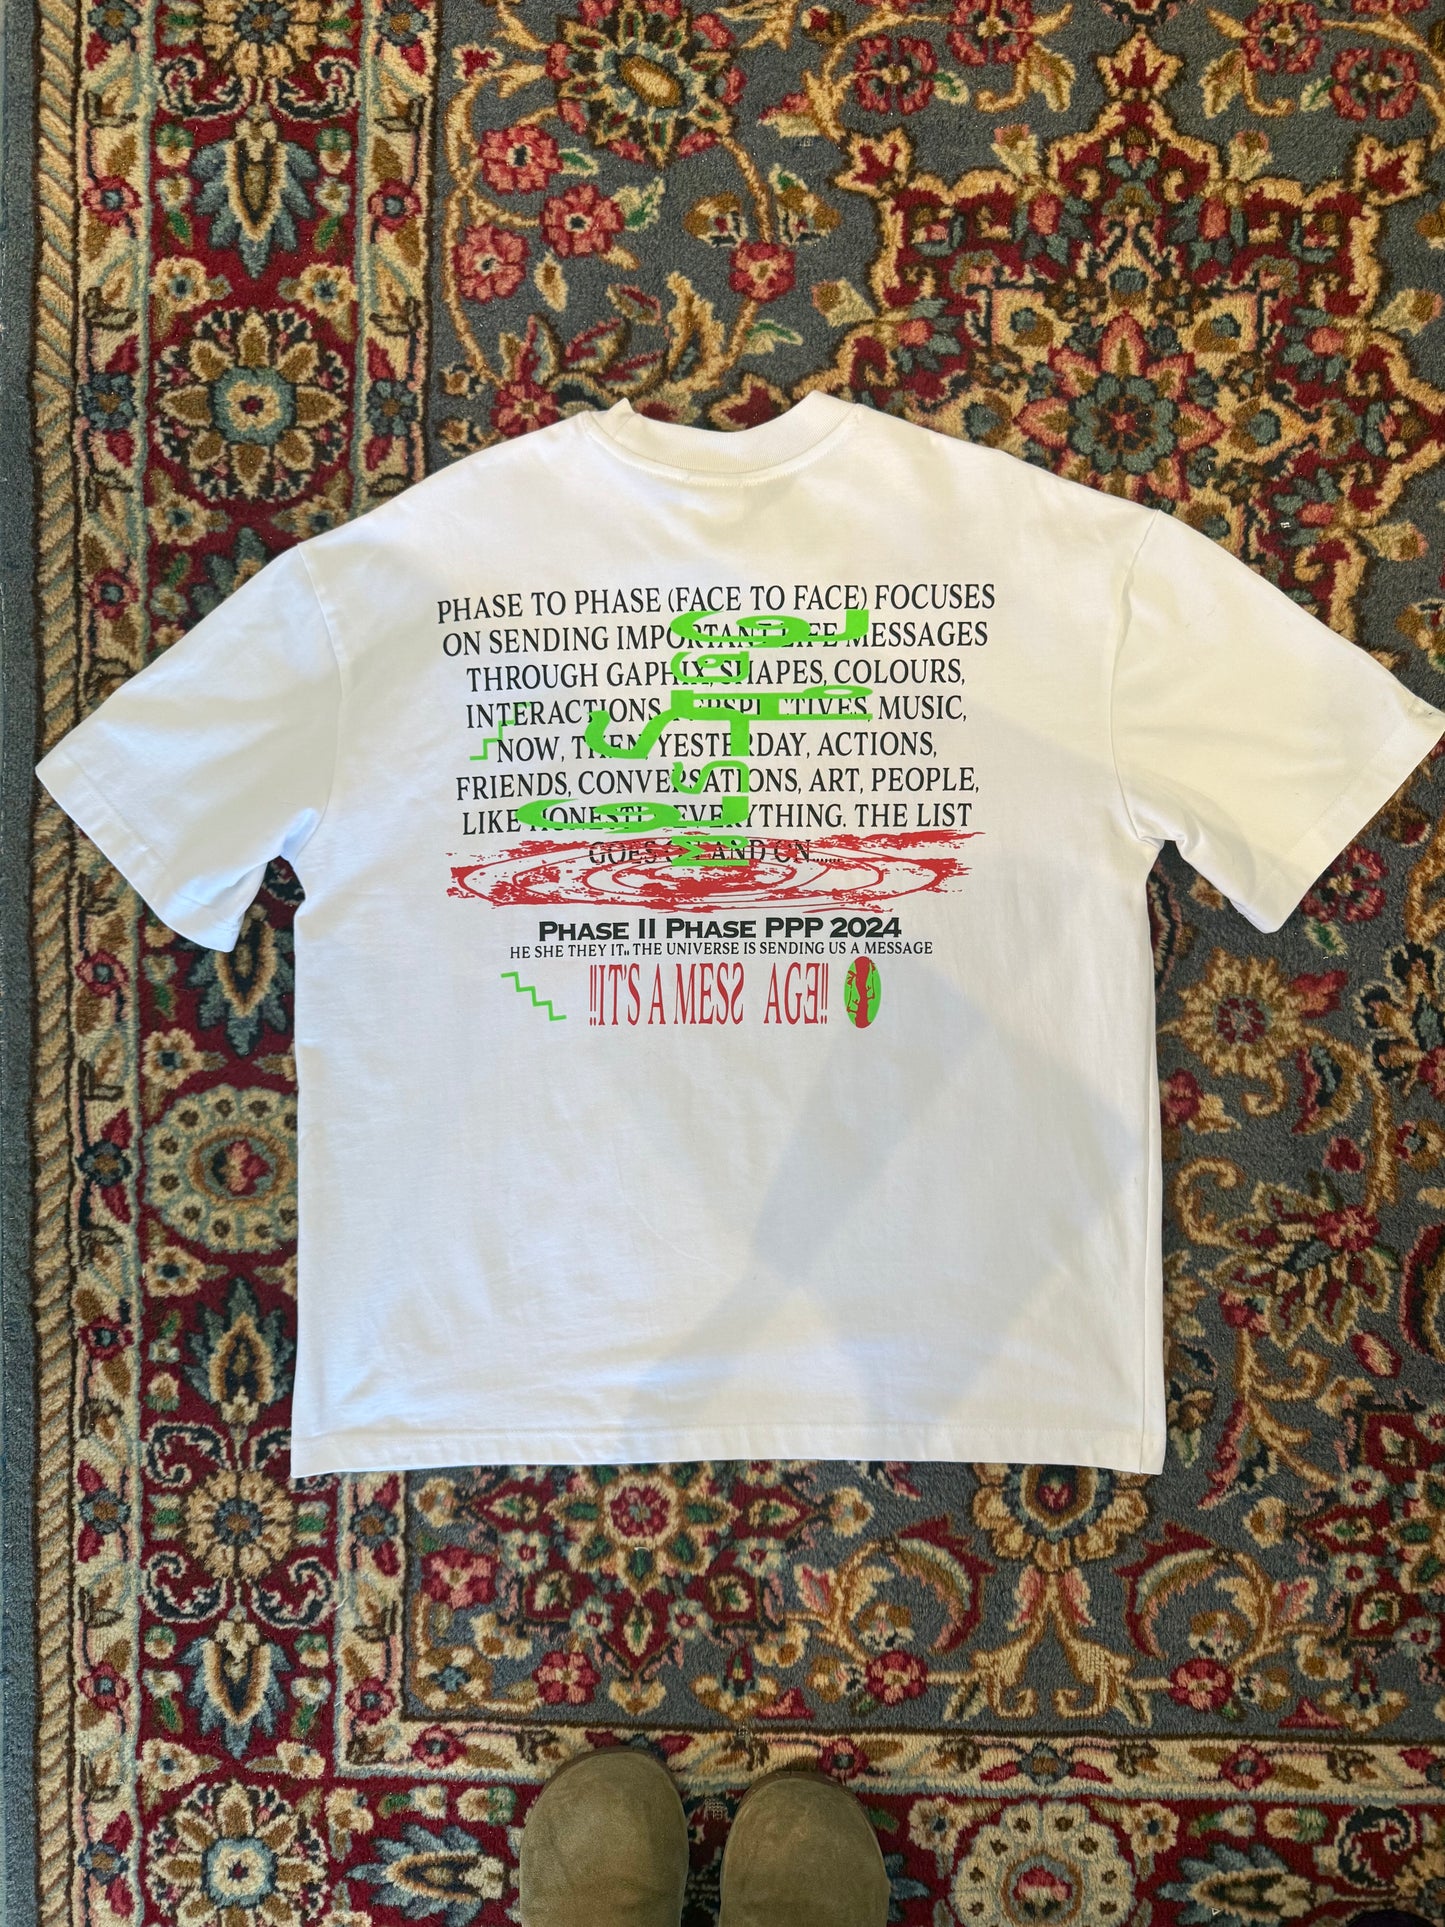 PHASE TO PHASE (FACE TO FACE) FOCUSES
ON SENDING IMPORTANT LIFE MESSAGES
THROUGH GAPHIX, SHAPES, COLOURS,
INTERACTIONS, PERSPECTIVES, MUSIC,
NOW, THEN, YESTERDAY, ACTIONS,
FRIENDS, CONVERSATIONS, ART, PEOPLE,
LIKE HONESTLY EVERYTHING. THE LIST
GOES ON AND ON.......
PHASE II PHASE PPP 2024
HE SHE THEY IT,, THE UNIVERSE IS SENDING US A MESSAGE
!!IT'S A MESS AGE!!